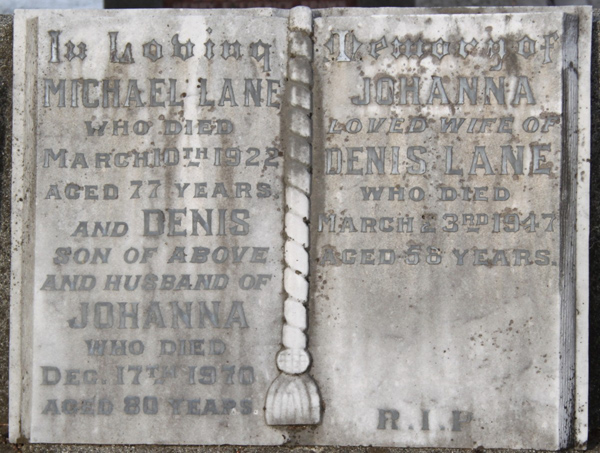 In Loving
MICHAEL LANE
WHO DIED
MARCH 10TH 1922
AGED 77 YEARS.
AND DENIS
SON OF ABOVE
AND HUSBAND OF
JOHANNA
WHO DIED
DEC. 17TH 1970
AGED 80 YEARS.
Memory of
JOHANNA
LOVED WIFE OF
DENIS LANE
WHO DIED
MARCH 23RD 1947
AGED 58 YEARS.
R.I.P